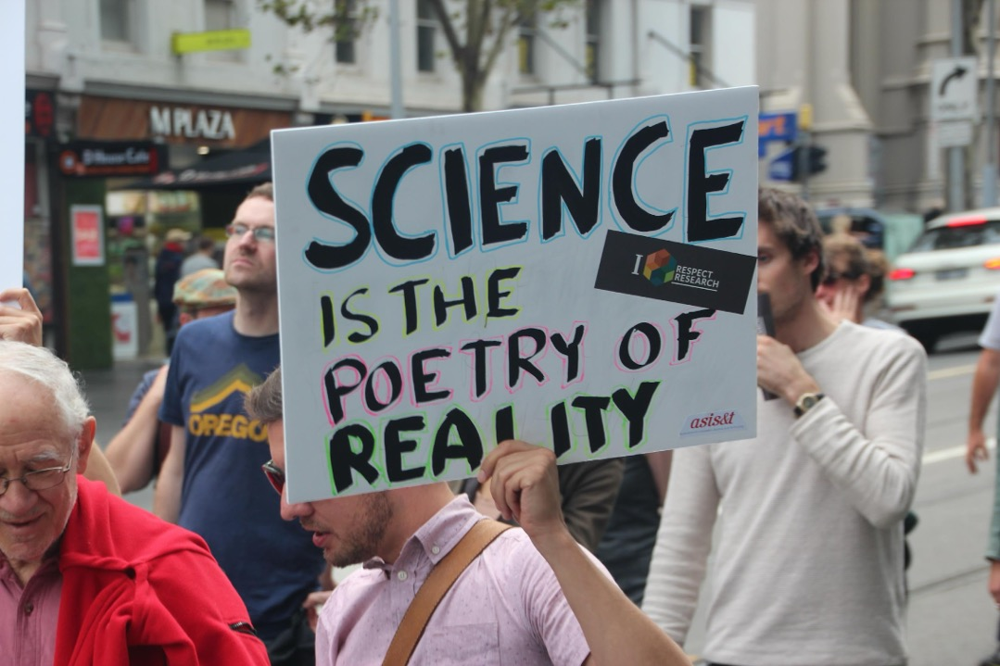 M PLAZA
SCIENCE
IS THE
POETRY OF
REALITY
I RESPECT
RESEARCH
asis&t
OREGO